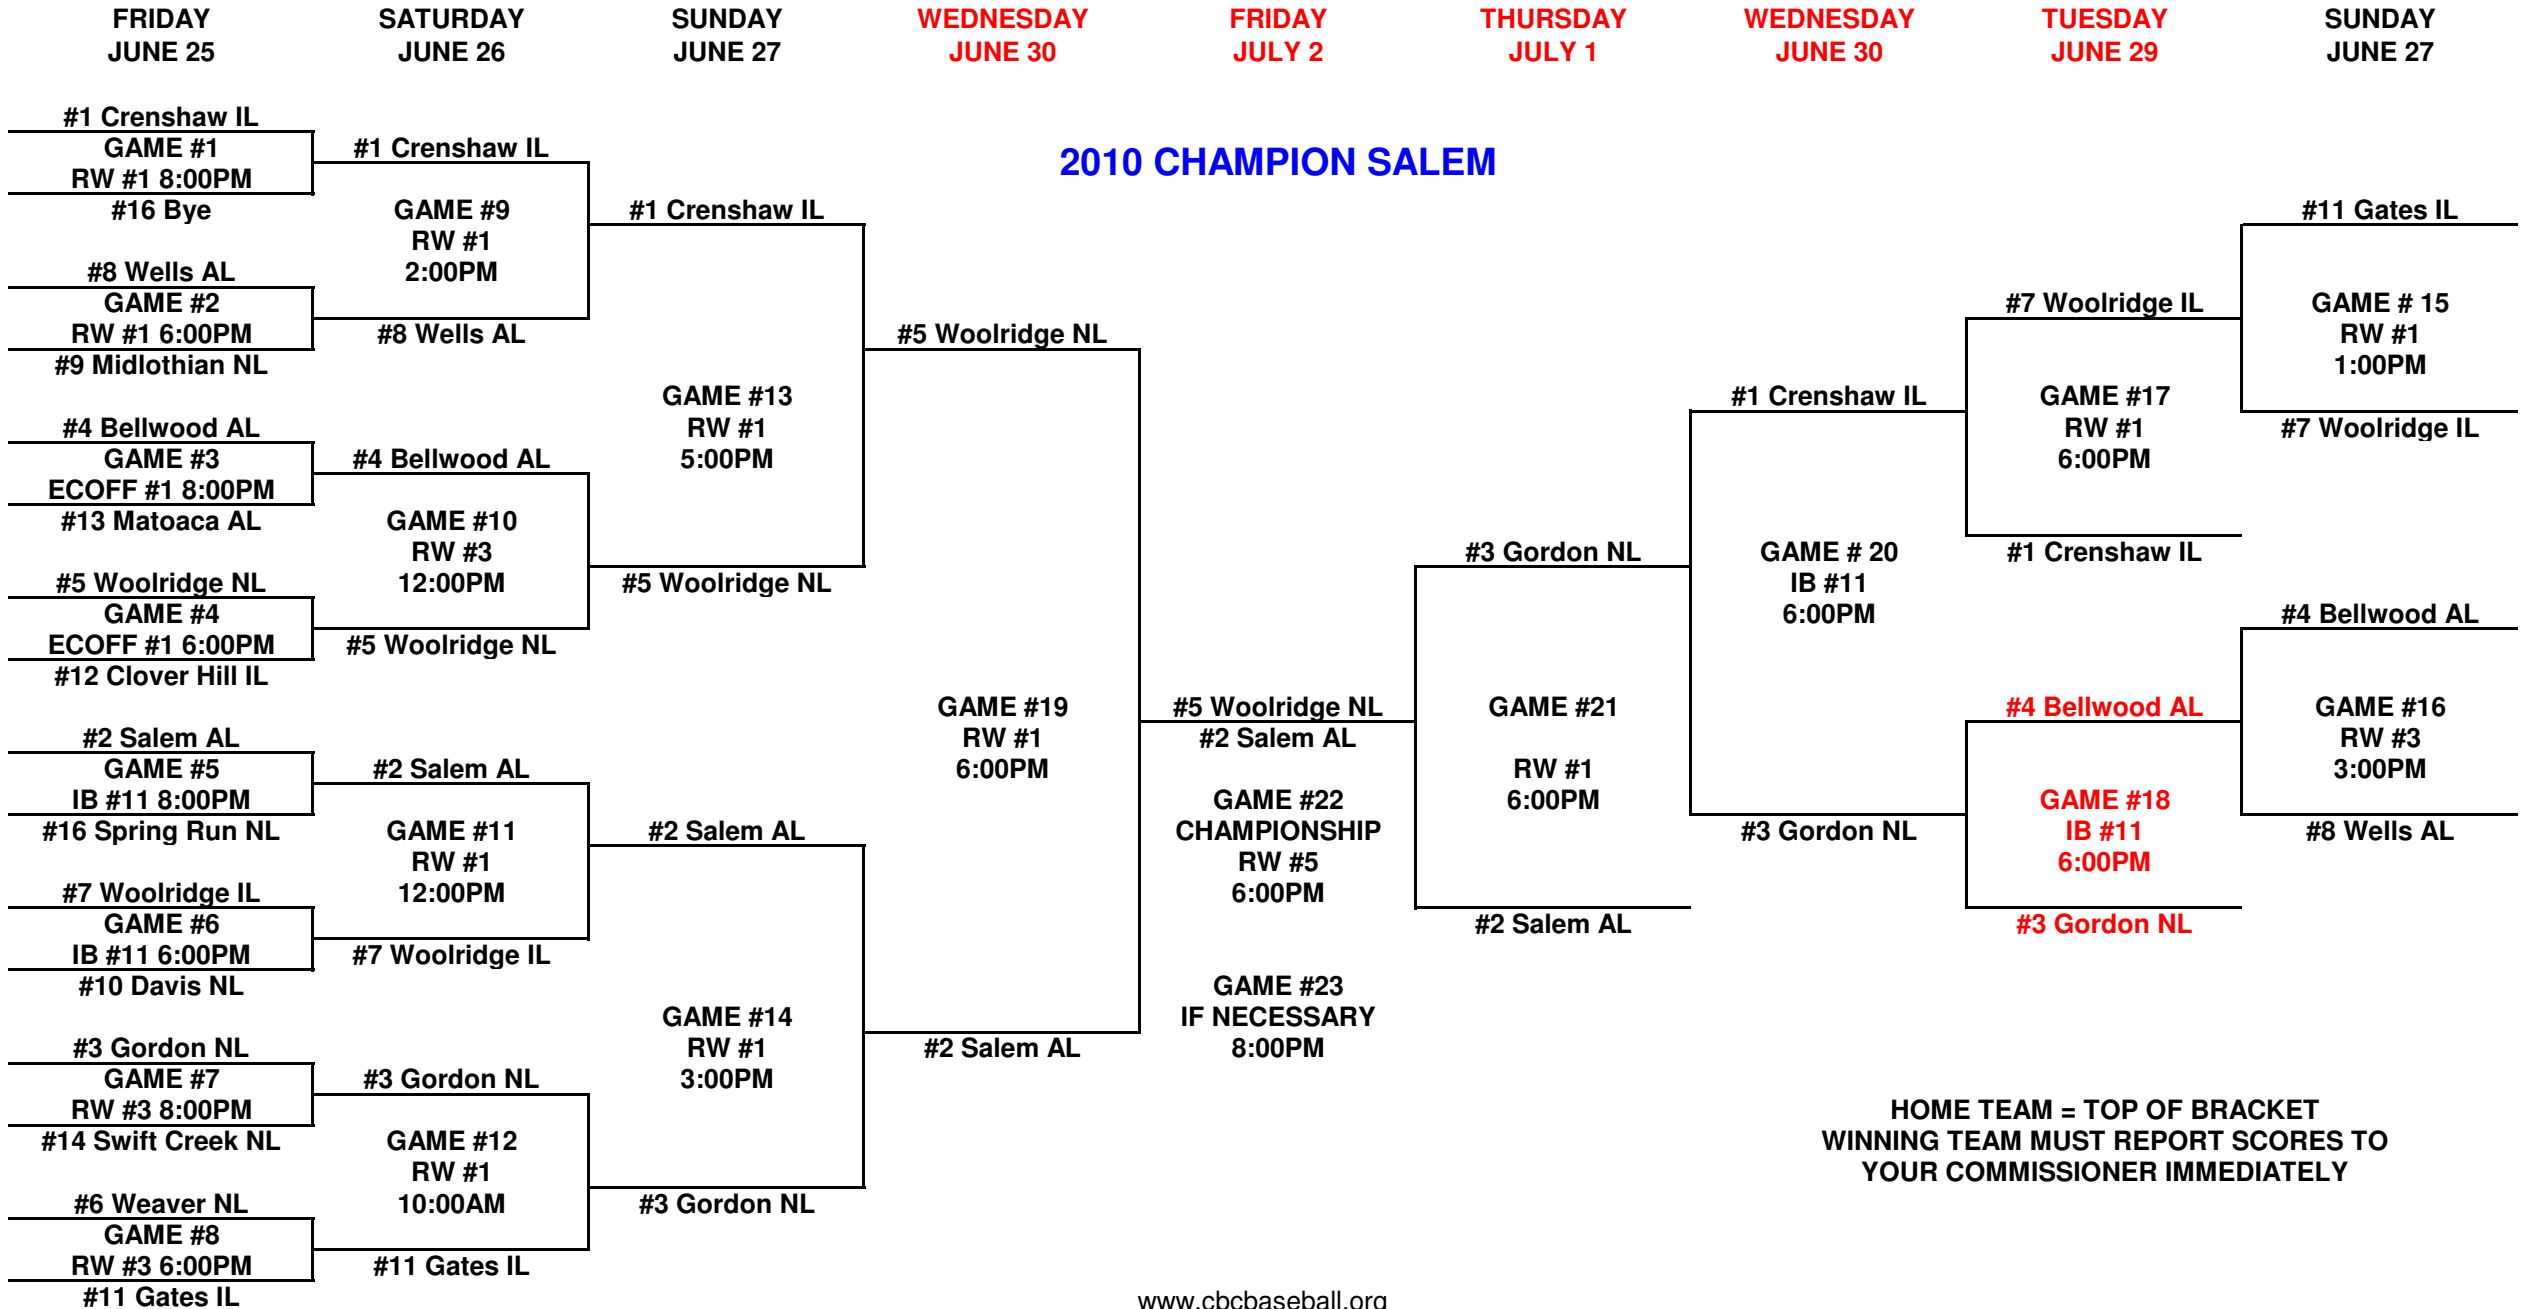 FRIDAY
JUNE 25
SATURDAY
JUNE 26
SUNDAY
JUNE 27
WEDNESDAY
JUNE 30
FRIDAY
JULY 2
THURSDAY
JULY 1
WEDNESDAY
JUNE 30
TUESDAY
JUNE 29
SUNDAY
JUNE 27
2010 CHAMPION SALEM
#1 Crenshaw IL
GAME #1
RW #1 8:00PM
#16 Bye
#8 Wells AL
GAME #2
RW #1 6:00PM
#9 Midlothian NL
#4 Bellwood AL
GAME #3
ECOFF #1 8:00PM
#13 Matoaca AL
#5 Woolridge NL
GAME #4
ECOFF #1 6:00PM
#12 Clover Hill IL
#2 Salem AL
GAME #5
IB #11 8:00PM
#16 Spring Run NL
#7 Woolridge IL
GAME #6
IB #11 6:00PM
#10 Davis NL
#3 Gordon NL
GAME #7
RW #3 8:00PM
#14 Swift Creek NL
#6 Weaver NL
GAME #8
RW #3 6:00PM
#11 Gates IL
#1 Crenshaw IL
GAME #9
RW #1
2:00PM
#8 Wells AL
#4 Bellwood AL
GAME #10
RW #3
12:00PM
#5 Woolridge NL
#2 Salem AL
GAME #11
RW #1
12:00PM
#7 Woolridge IL
#3 Gordon NL
GAME #12
RW #1
10:00AM
#11 Gates IL
#1 Crenshaw IL
GAME #13
RW #1
5:00PM
#5 Woolridge NL
#2 Salem AL
GAME #14
RW #1
3:00PM
#3 Gordon NL
#5 Woolridge NL
GAME #19
RW #1
6:00PM
#2 Salem AL
#5 Woolridge NL
#2 Salem AL
GAME #22
CHAMPIONSHIP
RW #5
6:00PM
GAME #23
IF NECESSARY
8:00PM
#3 Gordon NL
GAME #21
RW #1
6:00PM
#2 Salem AL
#1 Crenshaw IL
GAME # 20
IB #11
6:00PM
#3 Gordon NL
#7 Woolridge IL
GAME #17
RW #1
6:00PM
#1 Crenshaw IL
#4 Bellwood AL
GAME #18
IB #11
6:00PM
#3 Gordon NL
#11 Gates IL
GAME # 15
RW #1
1:00PM
#7 Woolridge IL
#4 Bellwood AL
GAME #16
RW #3
3:00PM
#8 Wells AL
HOME TEAM = TOP OF BRACKET
WINNING TEAM MUST REPORT SCORES TO
YOUR COMMISSIONER IMMEDIATELY
www.cbcbaseball.org